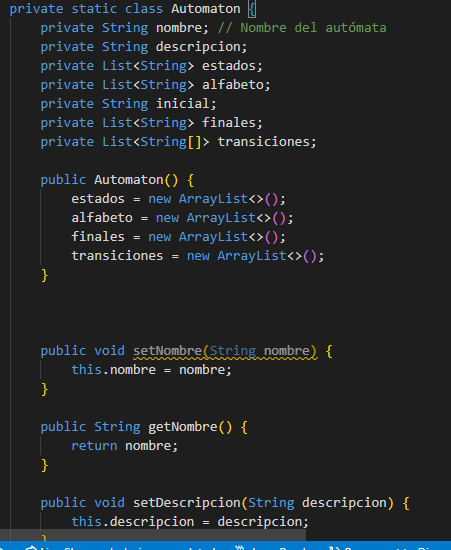 private static class Automaton {
private String nombre; // Nombre del autómata
private String descripcion;
private List<String> estados;
private List<String> alfabeto;
private String inicial;
private List<String> finales;
private List<String[]> transiciones;
public Automaton() {
estados = new ArrayList<>();
alfabeto = new ArrayList<>();
finales = new ArrayList<>();
transiciones = new ArrayList<>();
}
public void setNombre(String nombre) {
this.nombre = nombre;
}
public String getNombre() {
return nombre;
}
public void setDescripcion(String descripcion) {
this.descripcion = descripcion;
}